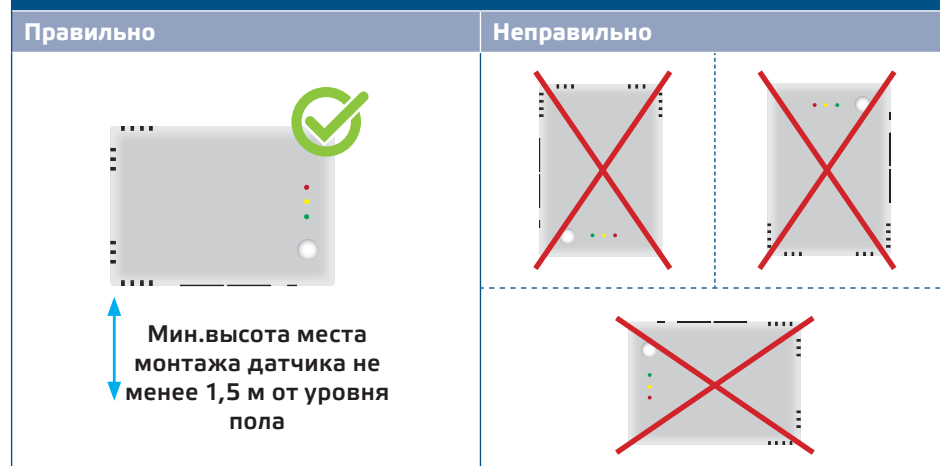 Правильно
Неправильно
Мин.высота места
монтажа датчика не
менее 1,5 м от уровня
пола